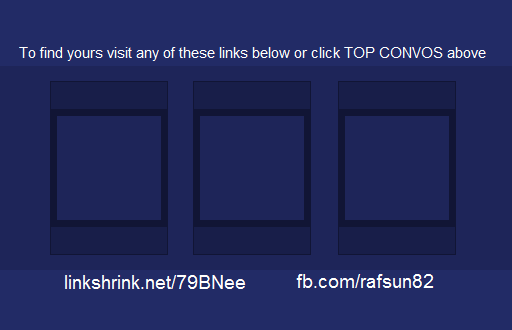 To find yours visit any of these links below or click TOP CONVOS above
linkshrink.net/79BNee
fb.com/rafsun82